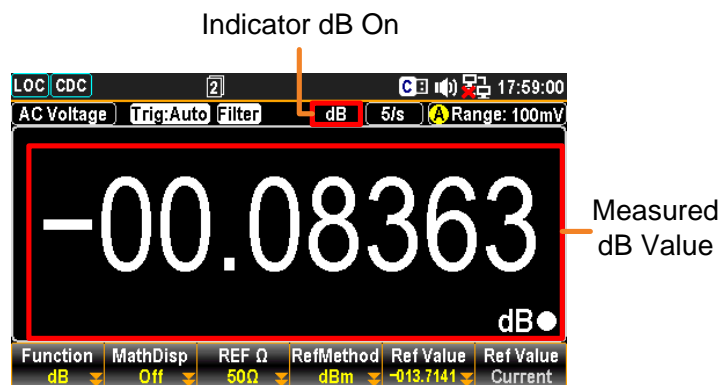 Indicator dB On
LOC CDC 2 C 17:59:00
AC Voltage Trig:Auto Filter dB 5/s A Range: 100mV
−00.08363
Measured
dB Value
dB
Function MathDisp REF Ω RefMethod Ref Value Ref Value
dB Off 50Ω dBm −013.7141 Current